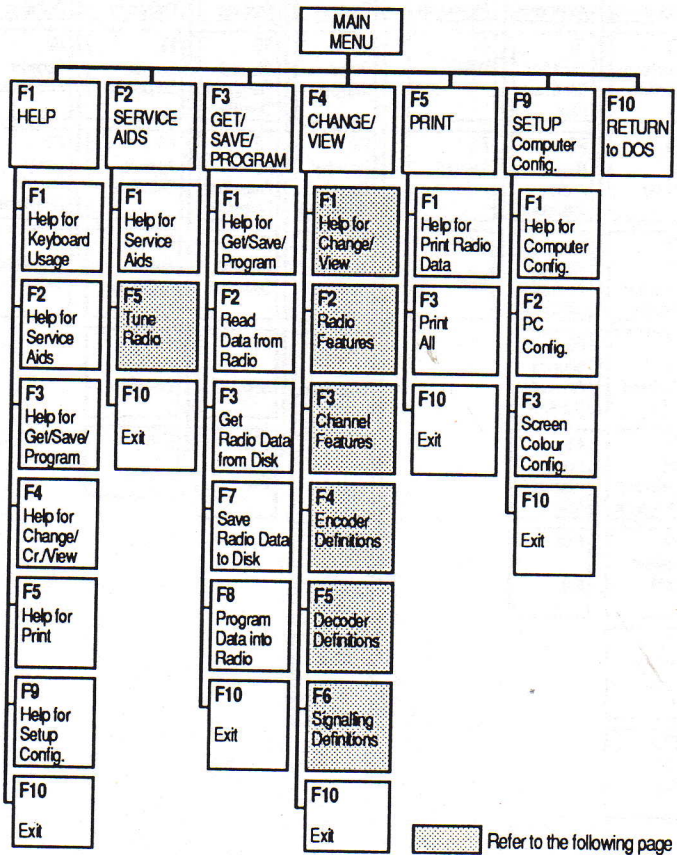 MAIN
MENU
F1
HELP
F2
SERVICE
AIDS
F3
GET/
SAVE/
PROGRAM
F4
CHANGE/
VIEW
F5
PRINT
F9
SETUP
Computer
Config.
F10
RETURN
to DOS
F1
Help for
Keyboard
Usage
F2
Help for
Service
Aids
F3
Help for
Get/Save/
Program
F4
Help for
Change/
Cr./View
F5
Help for
Print
F9
Help for
Setup
Config.
F10
Exit
F1
Help for
Service
Aids
F5
Tune
Radio
F10
Exit
F1
Help for
Get/Save/
Program
F2
Read
Data from
Radio
F3
Get
Radio Data
from Disk
F7
Save
Radio Data
to Disk
F8
Program
Data into
Radio
F10
Exit
F1
Help for
Change/
View
F2
Radio
Features
F3
Channel
Features
F4
Encoder
Definitions
F5
Decoder
Definitions
F6
Signalling
Definitions
F10
Exit
F1
Help for
Print Radio
Data
F3
Print
All
F10
Exit
F1
Help for
Computer
Config.
F2
PC
Config.
F3
Screen
Colour
Config.
F10
Exit
Refer to the following page